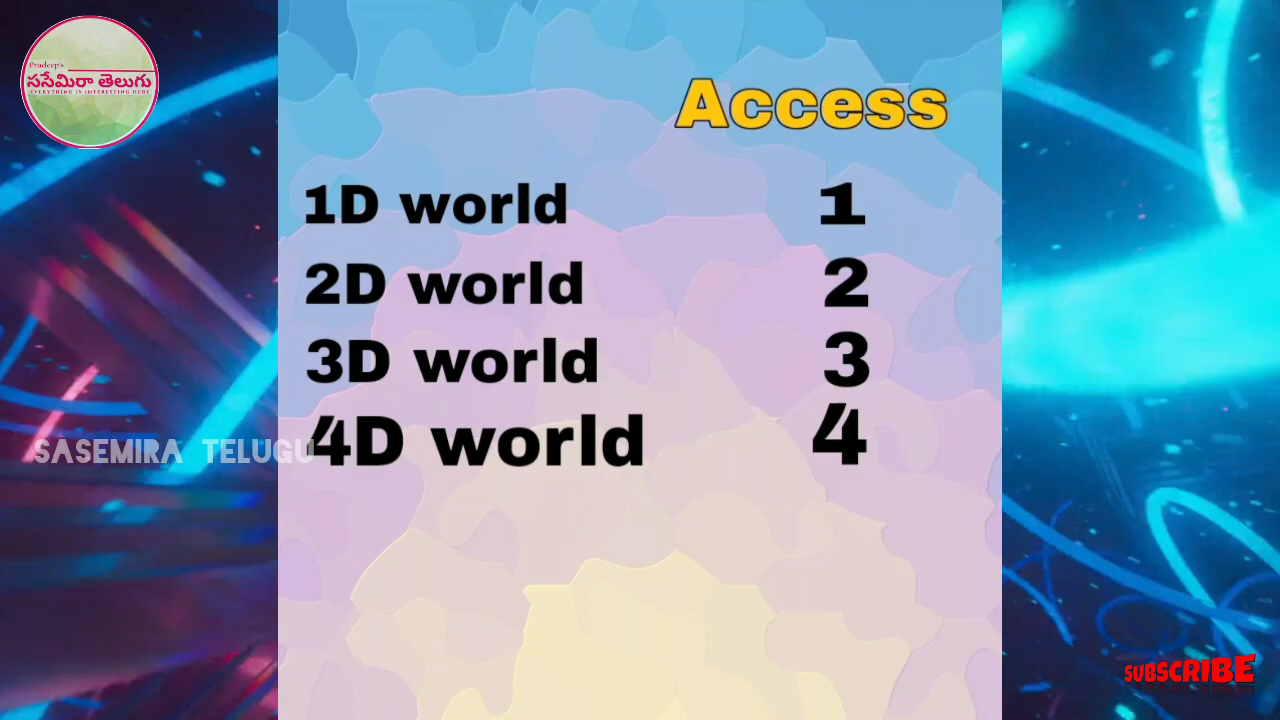 Pradeep's
ససేమిరా తెలుగు
EVERYTHING IS INTERESTING HERE
Access
1D world 1
2D world 2
3D world 3
4D world 4
SASEMIRA TELUGU
SUBSCRIBE